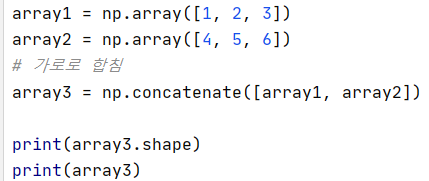 array1 = np.array([1, 2, 3])
array2 = np.array([4, 5, 6])
# 가로로 합침
array3 = np.concatenate([array1, array2])
print(array3.shape)
print(array3)